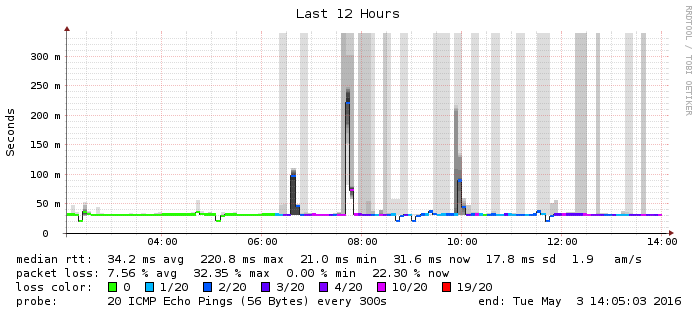 Last 12 Hours
RRDTOOL / TOBI OETIKER
Seconds
300 m
250 m
200 m
150 m
100 m
50 m
0
04:00 06:00 08:00 10:00 12:00 14:00
median rtt: 34.2 ms avg 220.8 ms max 21.0 ms min 31.6 ms now 17.8 ms sd 1.9 am/s
packet loss: 7.56 % avg 32.35 % max 0.00 % min 22.30 % now
loss color: 0 1/20 2/20 3/20 4/20 10/20 19/20
probe: 20 ICMP Echo Pings (56 Bytes) every 300s end: Tue May 3 14:05:03 2016